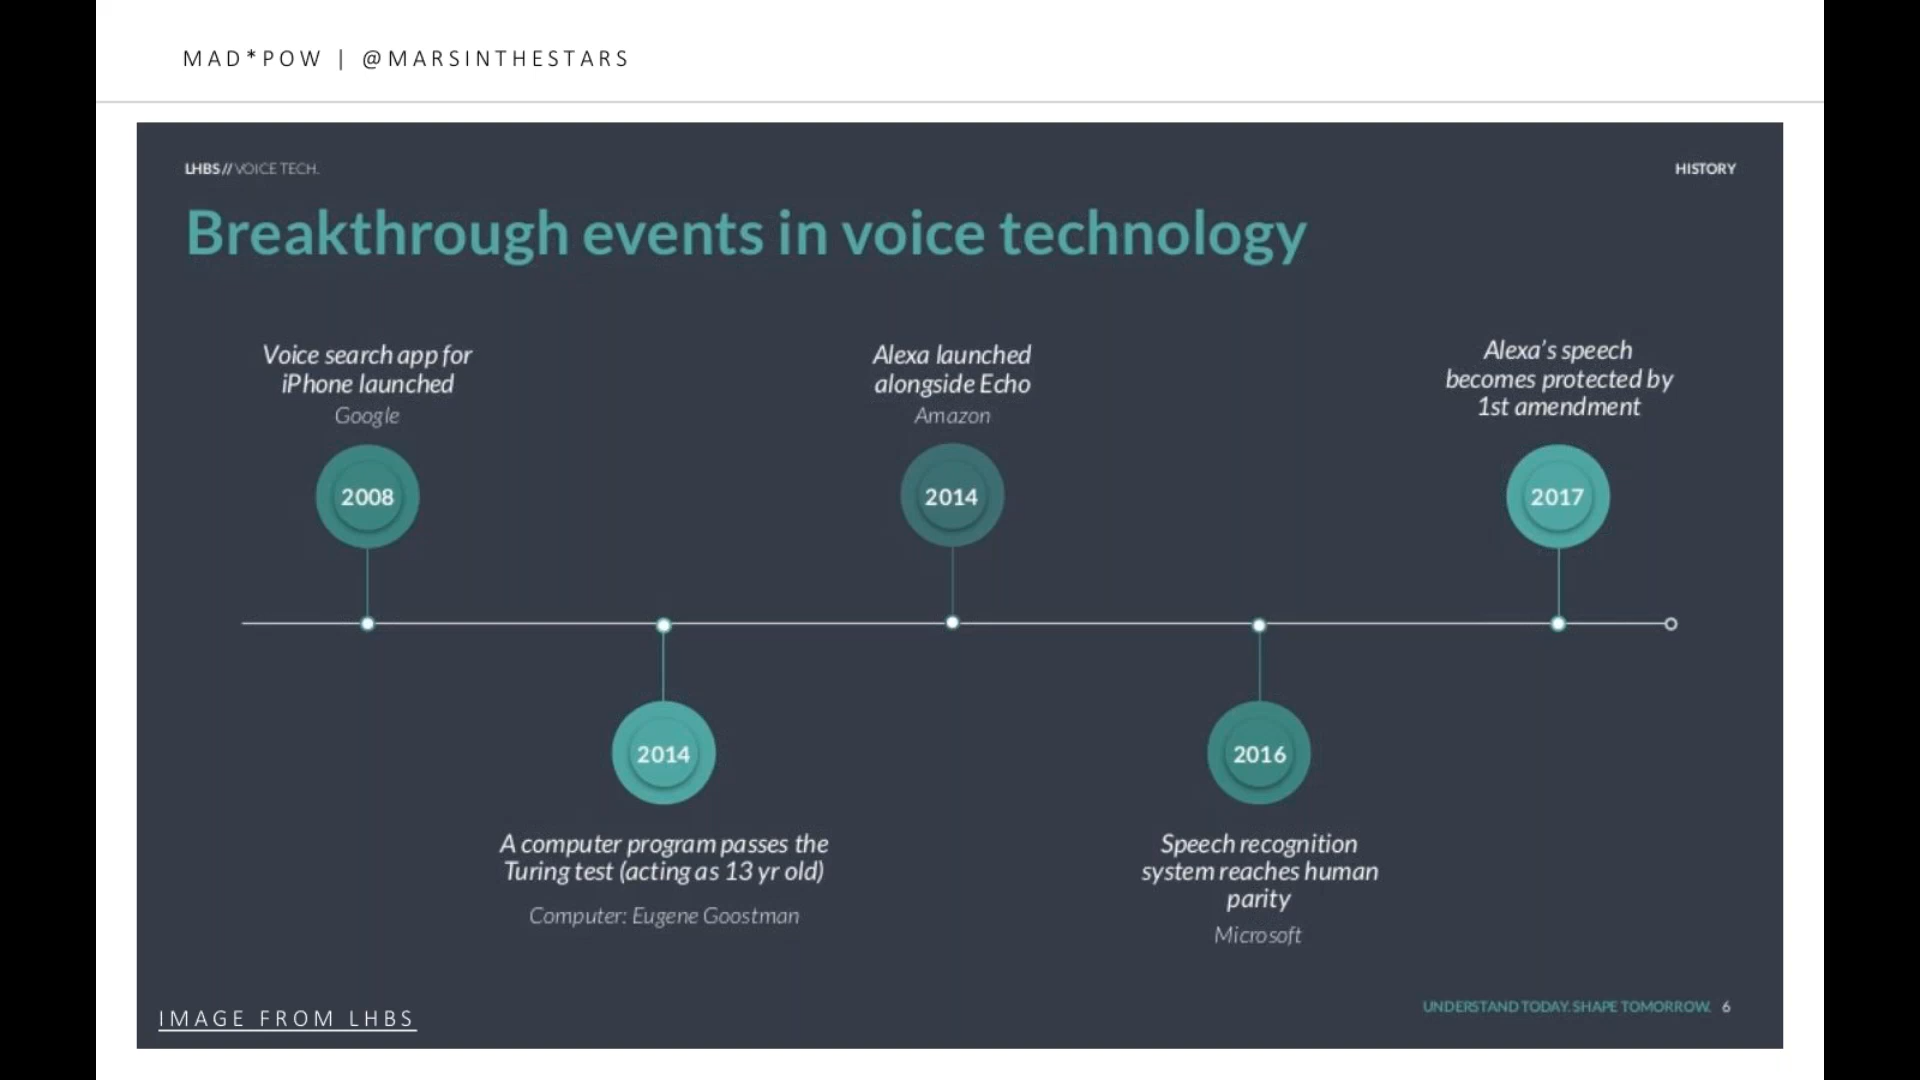 MAD*POW | @MARSINTHESTARS
LHBS // VOICE TECH.
HISTORY
Breakthrough events in voice technology
Voice search app for
iPhone launched
Google
2008
A computer program passes the
Turing test (acting as 13 yr old)
Computer: Eugene Goostman
2014
Alexa launched
alongside Echo
Amazon
2014
Speech recognition
system reaches human
parity
Microsoft
2016
Alexa's speech
becomes protected by
1st amendment
2017
IMAGE FROM LHBS
UNDERSTAND TODAY. SHAPE TOMORROW. 6